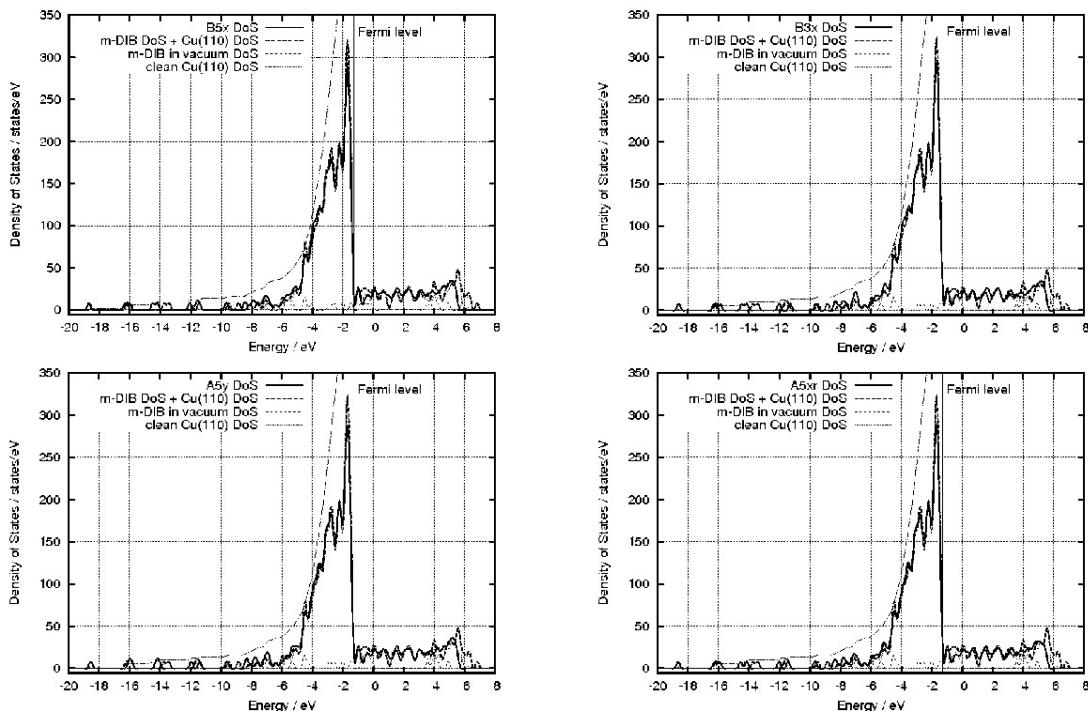 B5x DoS
m-DIB DoS + Cu(110) DoS
m-DIB in vacuum DoS
clean Cu(110) DoS
Fermi level
Density of States / states/eV
350
300
250
200
150
100
50
0
-20 -18 -16 -14 -12 -10 -8 -6 -4 -2 0 2 4 6 8
Energy / eV
B3x DoS
m-DIB DoS + Cu(110) DoS
m-DIB in vacuum DoS
clean Cu(110) DoS
Fermi level
Density of States / states/eV
350
300
250
200
150
100
50
0
-20 -18 -16 -14 -12 -10 -8 -6 -4 -2 0 2 4 6 8
Energy / eV
A5y DoS
m-DIB DoS + Cu(110) DoS
m-DIB in vacuum DoS
clean Cu(110) DoS
Fermi level
Density of States / states/eV
350
300
250
200
150
100
50
0
-20 -18 -16 -14 -12 -10 -8 -6 -4 -2 0 2 4 6 8
Energy / eV
A5xr DoS
m-DIB DoS + Cu(110) DoS
m-DIB in vacuum DoS
clean Cu(110) DoS
Fermi level
Density of States / states/eV
350
300
250
200
150
100
50
0
-20 -18 -16 -14 -12 -10 -8 -6 -4 -2 0 2 4 6 8
Energy / eV